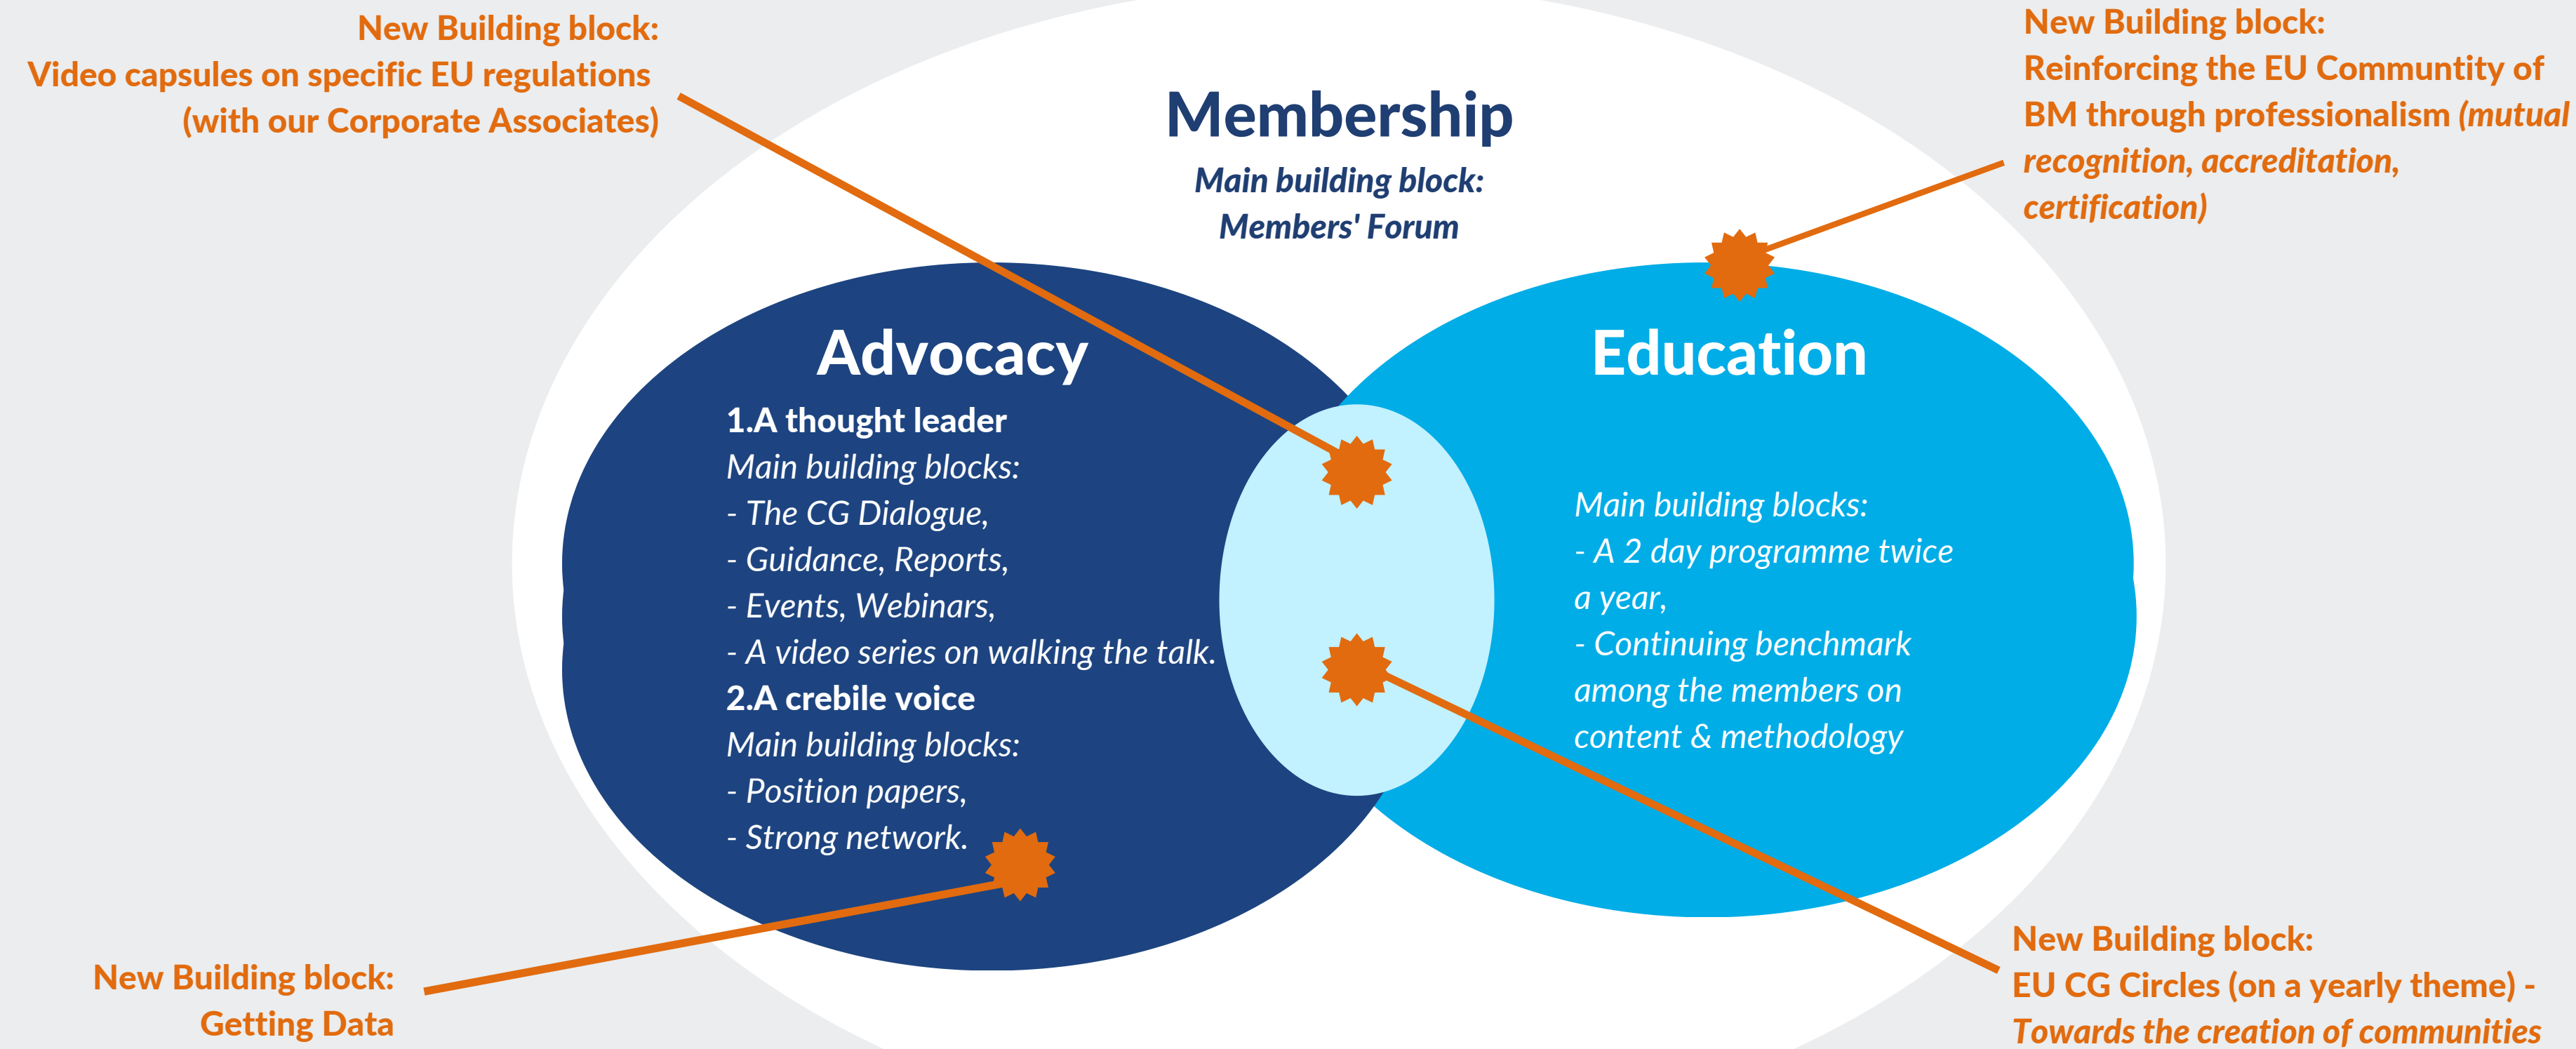 New Building block:
Video capsules on specific EU regulations
(with our Corporate Associates)
New Building block:
Reinforcing the EU Communtity of
BM through professionalism (mutual
recognition, accreditation,
certification)
Membership
Main building block:
Members' Forum
Advocacy
1.A thought leader
Main building blocks:
- The CG Dialogue,
- Guidance, Reports,
- Events, Webinars,
- A video series on walking the talk.
2.A crebile voice
Main building blocks:
- Position papers,
- Strong network.
Education
Main building blocks:
- A 2 day programme twice
a year,
- Continuing benchmark
among the members on
content & methodology
New Building block:
Getting Data
New Building block:
EU CG Circles (on a yearly theme) -
Towards the creation of communities